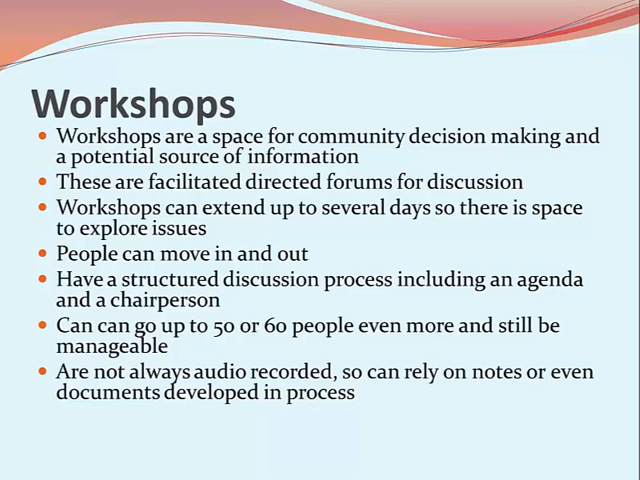 Workshops
• Workshops are a space for community decision making and
a potential source of information
• These are facilitated directed forums for discussion
• Workshops can extend up to several days so there is space
to explore issues
• People can move in and out
• Have a structured discussion process including an agenda
and a chairperson
• Can can go up to 50 or 60 people even more and still be
manageable
• Are not always audio recorded, so can rely on notes or even
documents developed in process